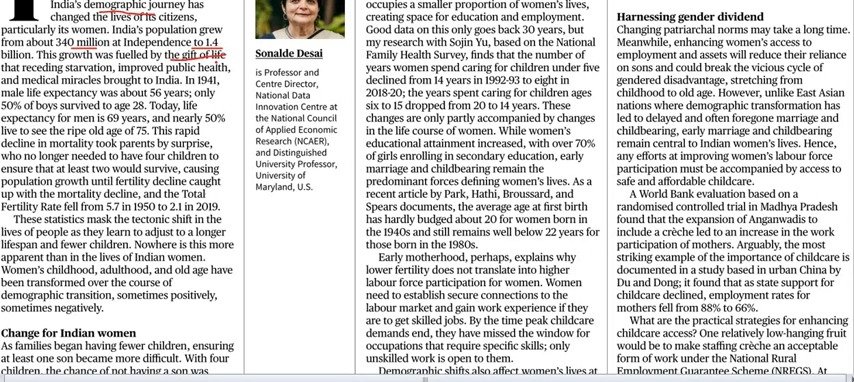 India's demographic journey has
changed the lives of its citizens,
particularly its women. India's population grew
from about 340 million at Independence to 1.4
billion. This growth was fuelled by the gift of life
that receding starvation, improved public health,
and medical miracles brought to India. In 1941,
male life expectancy was about 56 years; only
50% of boys survived to age 28. Today, life
expectancy for men is 69 years, and nearly 50%
live to see the ripe old age of 75. This rapid
decline in mortality took parents by surprise,
who no longer needed to have four children to
ensure that at least two would survive, causing
population growth until fertility decline caught
up with the mortality decline, and the Total
Fertility Rate fell from 5.7 in 1950 to 2.1 in 2019.
These statistics mask the tectonic shift in the
lives of people as they learn to adjust to a longer
lifespan and fewer children. Nowhere is this more
apparent than in the lives of Indian women.
Women's childhood, adulthood, and old age have
been transformed over the course of
demographic transition, sometimes positively,
sometimes negatively.
Change for Indian women
As families began having fewer children, ensuring
at least one son became more difficult. With four
children, the chance of not having a son was
Sonalde Desai
is Professor and
Centre Director,
National Data
Innovation Centre at
the National Council
of Applied Economic
Research (NCAER),
and Distinguished
University Professor,
University of
Maryland, U.S.
occupies a smaller proportion of women's lives,
creating space for education and employment.
Good data on this only goes back 30 years, but
my research with Sojin Yu, based on the National
Family Health Survey, finds that the number of
years women spend caring for children under five
declined from 14 years in 1992-93 to eight in
2018-20; the years spent caring for children ages
six to 15 dropped from 20 to 14 years. These
changes are only partly accompanied by changes
in the life course of women. While women's
educational attainment increased, with over 70%
of girls enrolling in secondary education, early
marriage and childbearing remain the
predominant forces defining women's lives. As a
recent article by Park, Hathi, Broussard, and
Spears documents, the average age at first birth
has hardly budged about 20 for women born in
the 1940s and still remains well below 22 years for
those born in the 1980s.
Early motherhood, perhaps, explains why
lower fertility does not translate into higher
labour force participation for women. Women
need to establish secure connections to the
labour market and gain work experience if they
are to get skilled jobs. By the time peak childcare
demands end, they have missed the window for
occupations that require specific skills; only
unskilled work is open to them.
Demographic shifts also affect women's lives at
Harnessing gender dividend
Changing patriarchal norms may take a long time.
Meanwhile, enhancing women's access to
employment and assets will reduce their reliance
on sons and could break the vicious cycle of
gendered disadvantage, stretching from
childhood to old age. However, unlike East Asian
nations where demographic transformation has
led to delayed and often foregone marriage and
childbearing, early marriage and childbearing
remain central to Indian women's lives. Hence,
any efforts at improving women's labour force
participation must be accompanied by access to
safe and affordable childcare.
A World Bank evaluation based on a
randomised controlled trial in Madhya Pradesh
found that the expansion of Anganwadis to
include a crèche led to an increase in the work
participation of mothers. Arguably, the most
striking example of the importance of childcare is
documented in a study based in urban China by
Du and Dong; it found that as state support for
childcare declined, employment rates for
mothers fell from 88% to 66%.
What are the practical strategies for enhancing
childcare access? One relatively low-hanging fruit
would be to make staffing crèche an acceptable
form of work under the National Rural
Employment Guarantee Scheme (NREGS). At